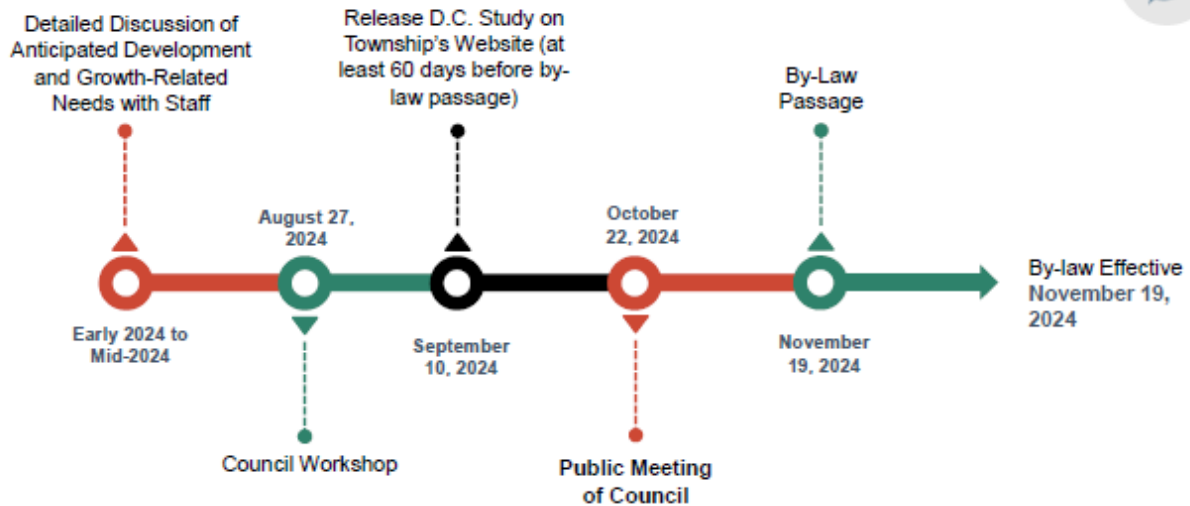 Detailed Discussion of
Anticipated Development
and Growth-Related
Needs with Staff
Release D.C. Study on
Township's Website (at
least 60 days before by-
law passage)
By-Law
Passage
August 27,
2024
October
22, 2024
Early 2024 to
Mid-2024
September
10, 2024
November
19, 2024
By-law Effective
November 19,
2024
Council Workshop
Public Meeting
of Council